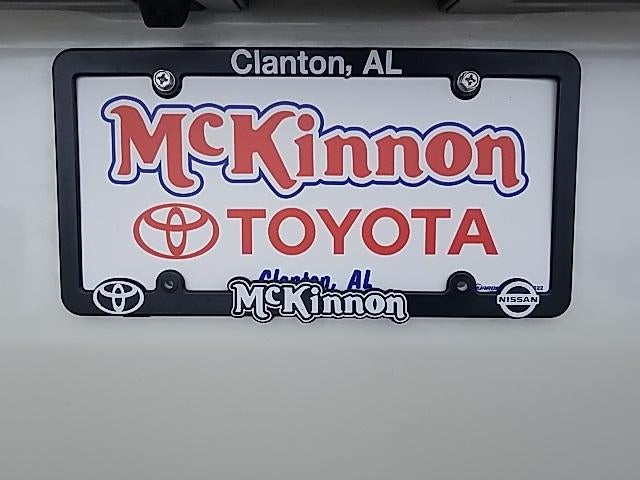 Clanton, AL
McKinnon
TOYOTA
Clanton, AL
McKinnon
NISSAN